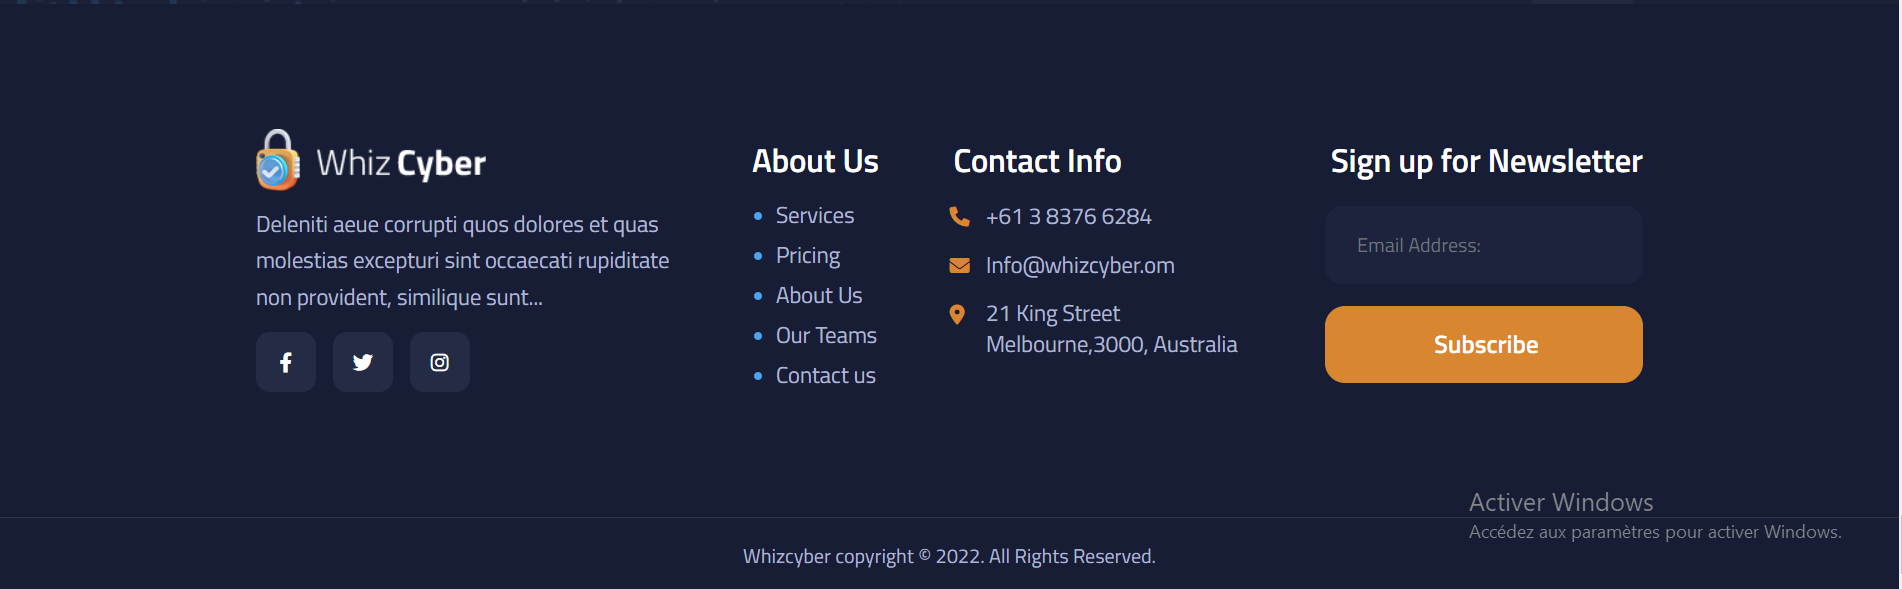 Whiz Cyber
Deleniti aeue corrupti quos dolores et quas
molestias excepturi sint occaecati rupiditate
non provident, similique sunt...
About Us
Services
Pricing
About Us
Our Teams
Contact us
Contact Info
+61 3 8376 6284
Info@whizcyber.om
21 King Street
Melbourne,3000, Australia
Sign up for Newsletter
Email Address:
Subscribe
Activer Windows
Accédez aux paramètres pour activer Windows.
Whizcyber copyright © 2022. All Rights Reserved.